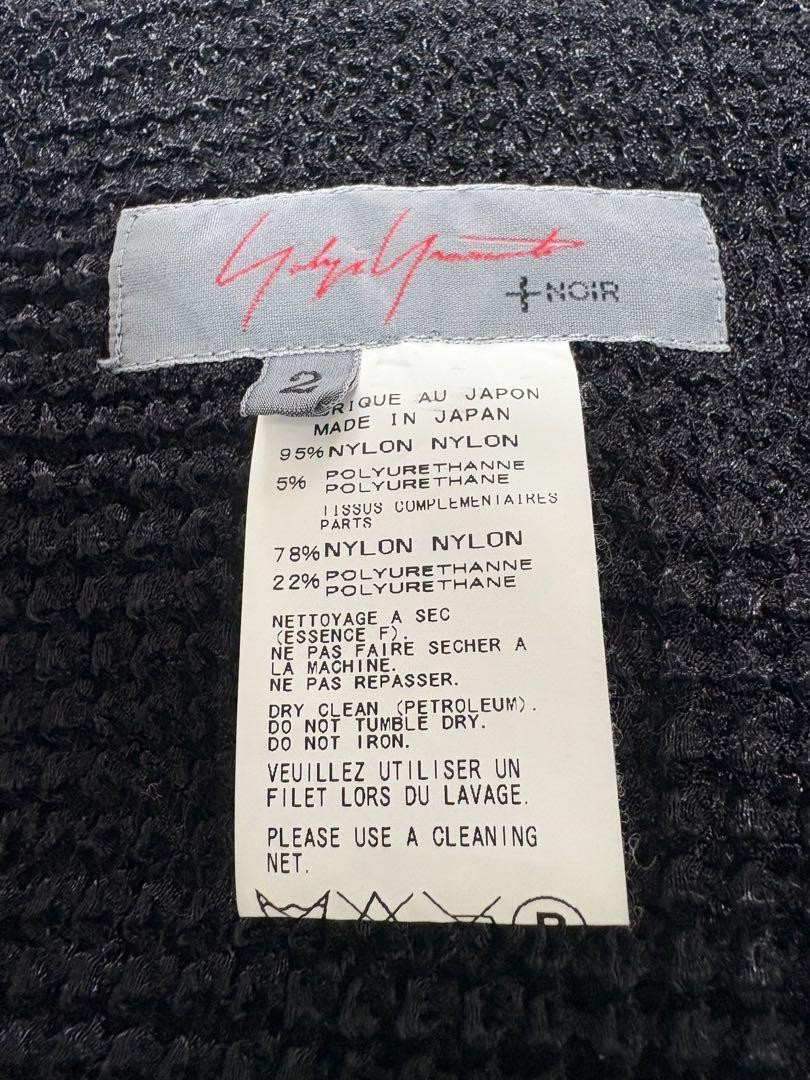 Yohji Yamamoto
+NOIR
2
RIQUE AU JAPON
MADE IN JAPAN
95% NYLON NYLON
5% POLYURETHANNE
POLYURETHANE
TISSUS COMPLEMENTAIRES
PARTS
78% NYLON NYLON
22% POLYURETHANNE
POLYURETHANE
NETTOYAGE A SEC
(ESSENCE F).
NE PAS FAIRE SECHER A
LA MACHINE.
NE PAS REPASSER.
DRY CLEAN (PETROLEUM).
DO NOT TUMBLE DRY.
DO NOT IRON.
VEUILLEZ UTILISER UN
FILET LORS DU LAVAGE.
PLEASE USE A CLEANING
NET.